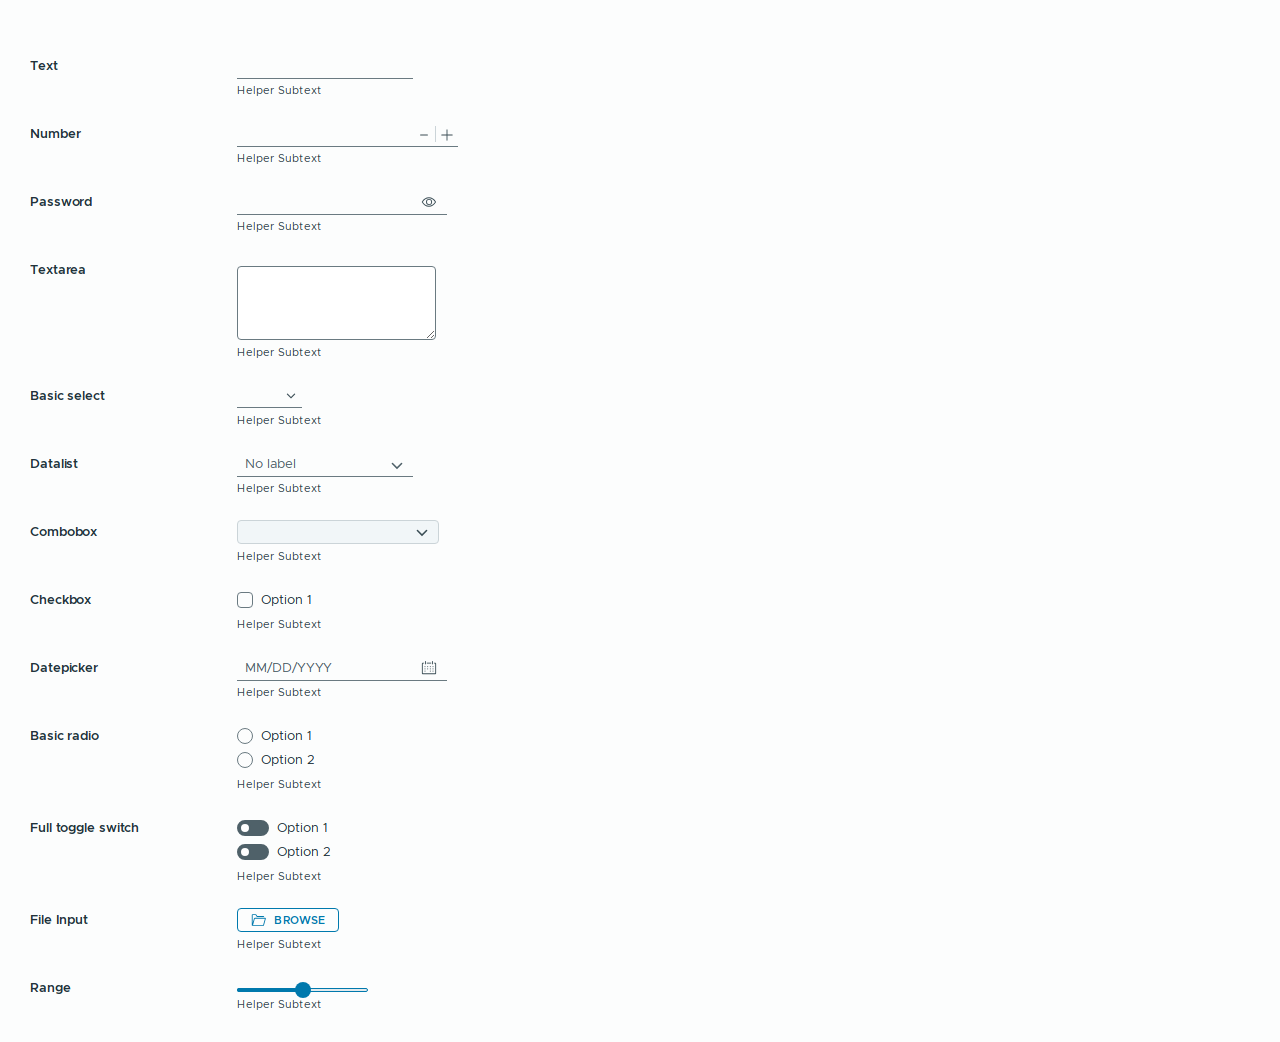 Text
Helper Subtext
Number
Helper Subtext
Password
Helper Subtext
Textarea
Helper Subtext
Basic select
Helper Subtext
Datalist No label
Helper Subtext
Combobox
Helper Subtext
Checkbox Option 1
Helper Subtext
Datepicker MM/DD/YYYY
Helper Subtext
Basic radio Option 1
Option 2
Helper Subtext
Full toggle switch Option 1
Option 2
Helper Subtext
File Input BROWSE
Helper Subtext
Range
Helper Subtext